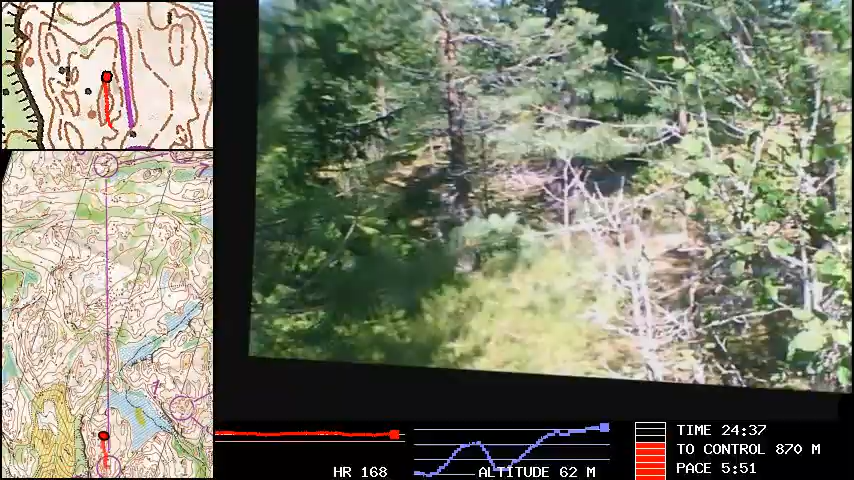 TIME 24:37
TO CONTROL 870 M
HR 168
ALTITUDE 62 M
PACE 5:51